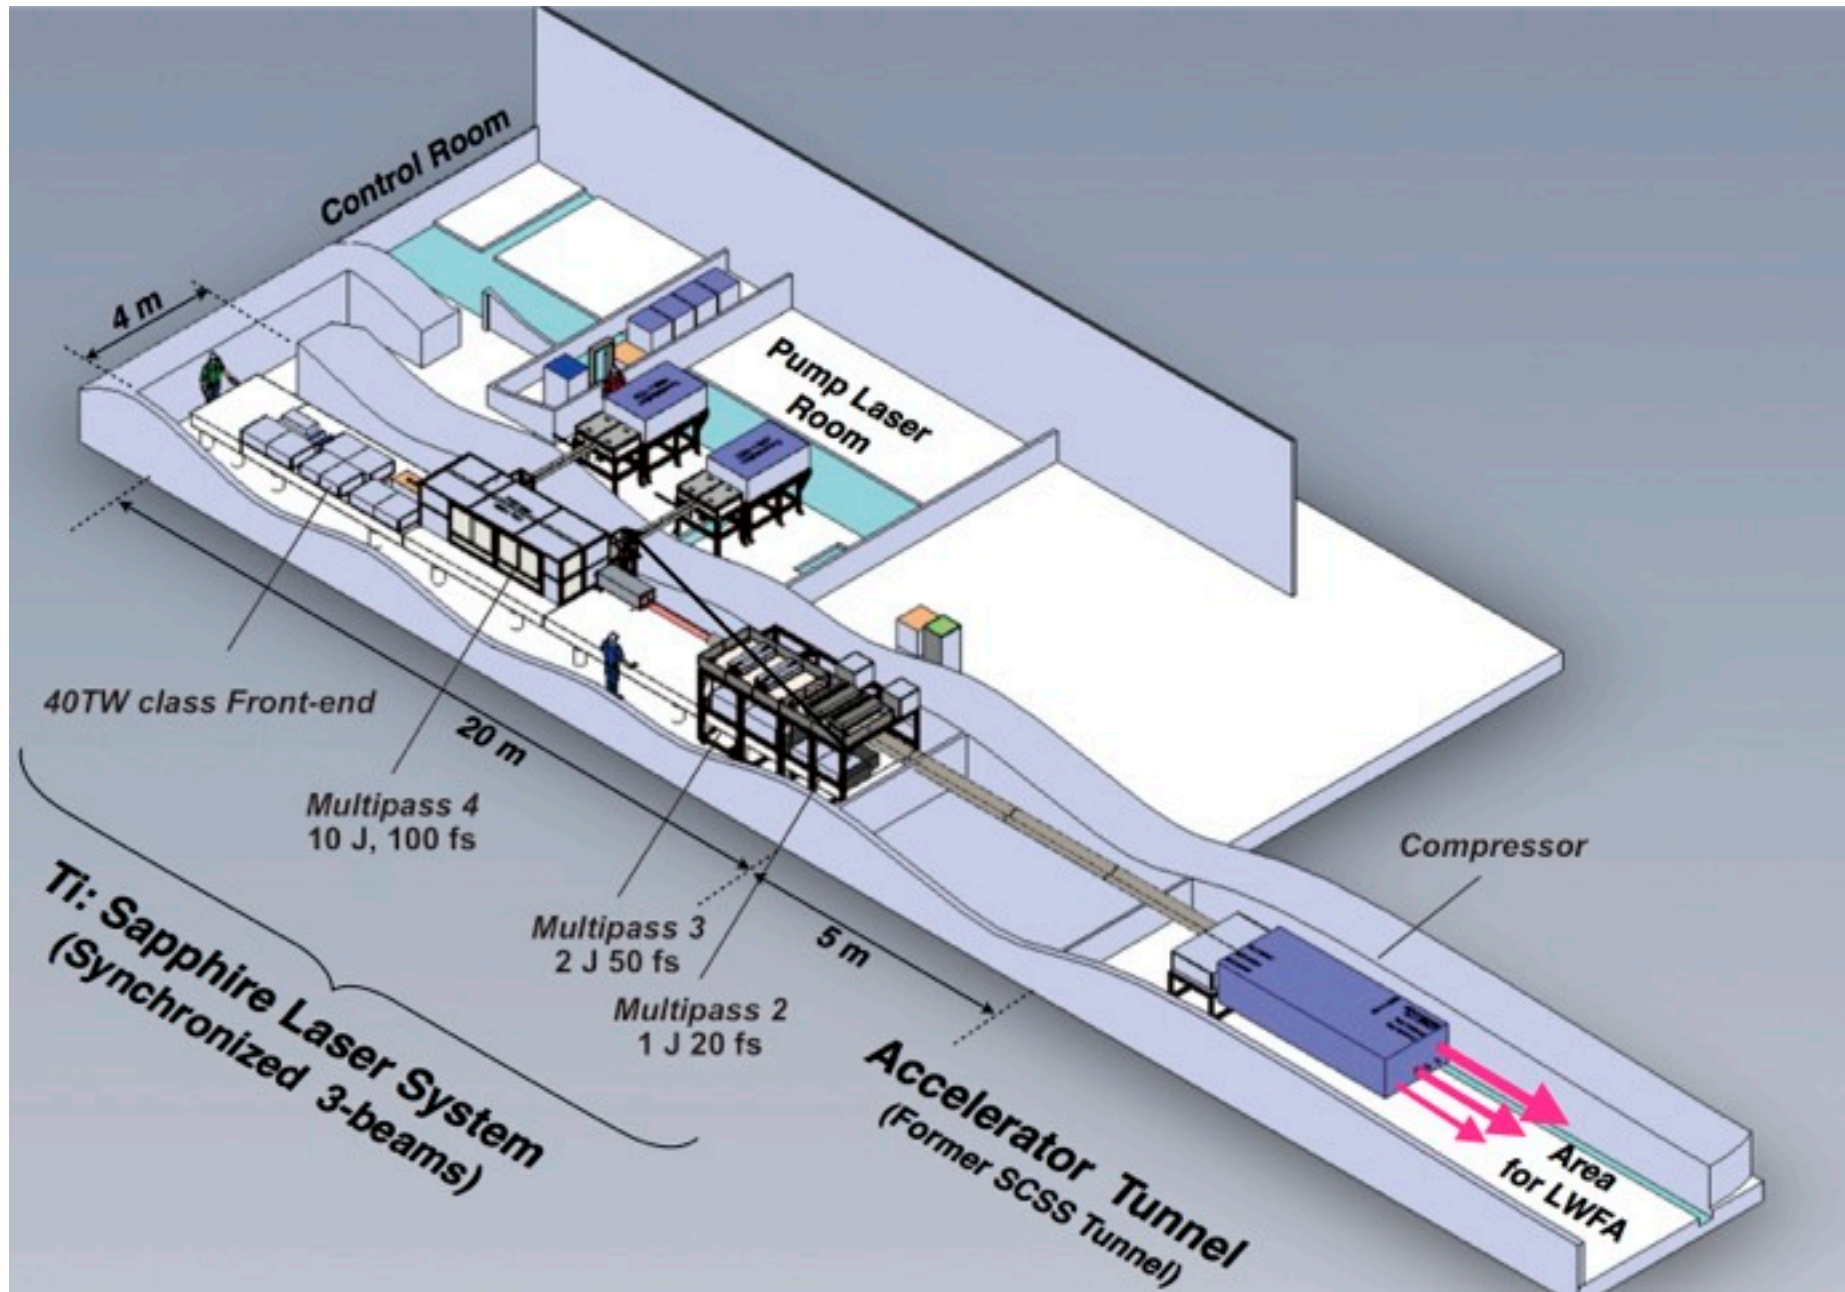 Control Room
4 m
Pump Laser
Room
40TW class Front-end
20 m
Multipass 4
10 J, 100 fs
Compressor
Multipass 3
2 J 50 fs
5 m
Multipass 2
1 J 20 fs
Ti: Sapphire Laser System
(Synchronized 3-beams)
Accelerator Tunnel
(Former SCSS Tunnel)
Area
for LWFA